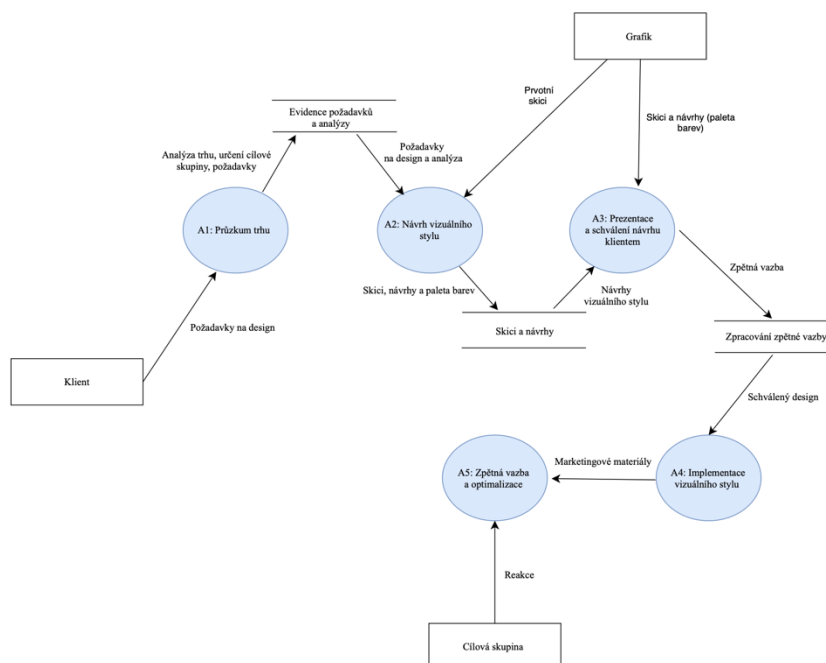 Grafik
Prvotní
skici
Skici a návrhy (paleta
barev)
Evidence požadavků
a analýzy
Požadavky
na design a analýza
Analýza trhu, určení cílové
skupiny, požadavky
A1: Průzkum trhu
A2: Návrh vizuálního
stylu
A3: Prezentace
a schválení návrhu
klientem
Zpětná vazba
Skici, návrhy a paleta barev
Návrhy
vizuálního stylu
Požadavky na design
Skici a návrhy
Zpracování zpětné vazby
Klient
Schválený design
Marketingové materiály
A5: Zpětná vazba
a optimalizace
A4: Implementace
vizuálního stylu
Reakce
Cílová skupina